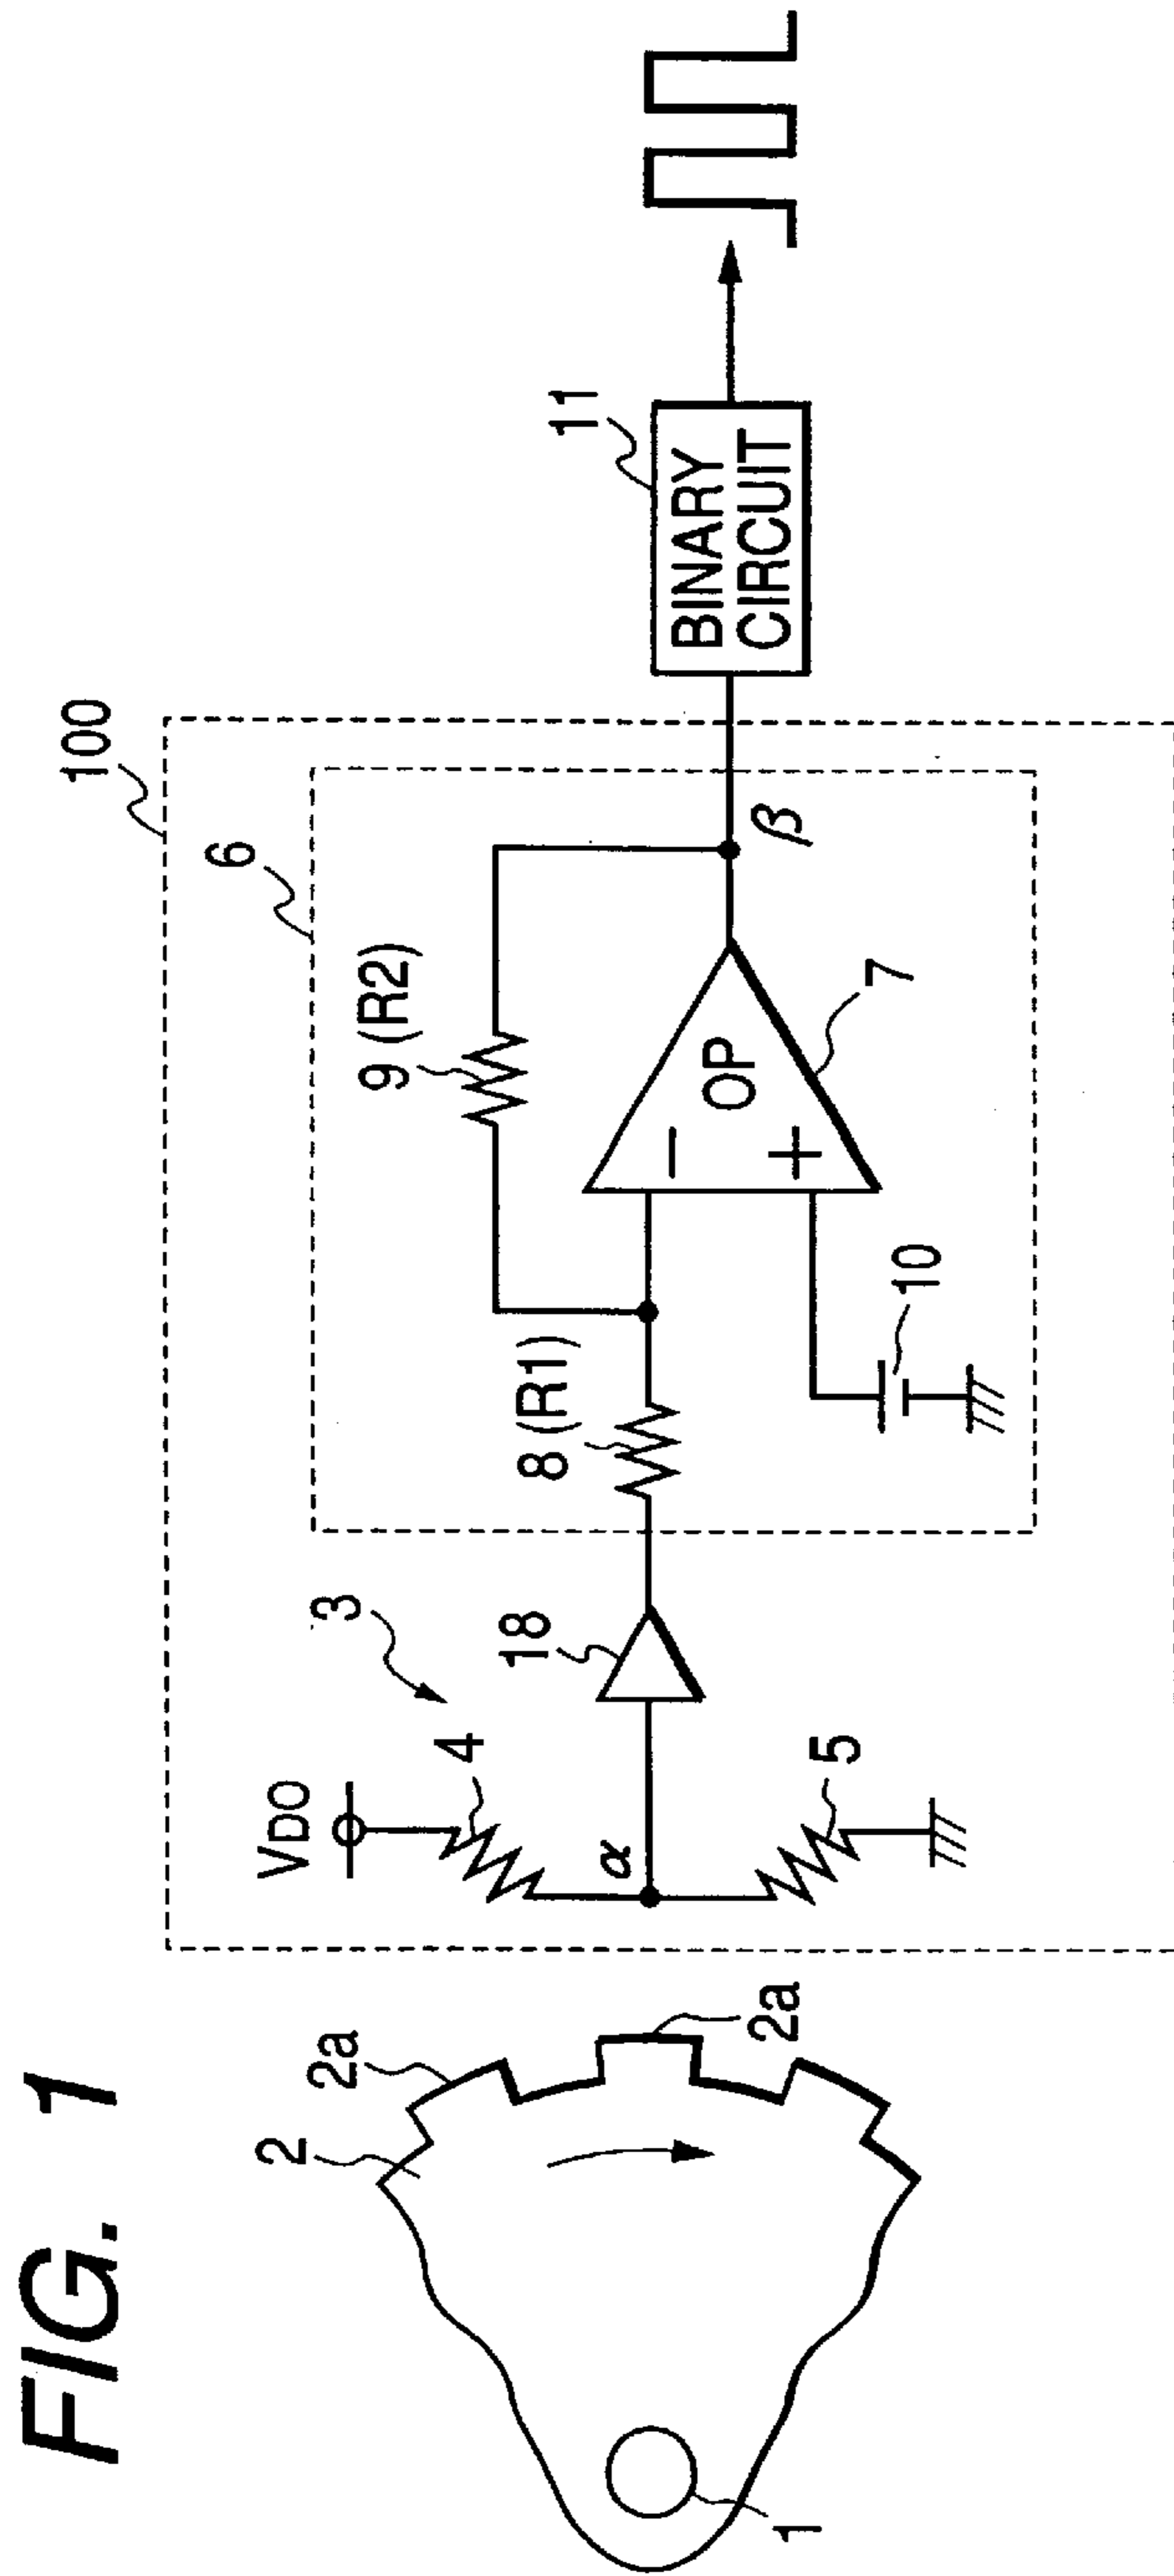 FIG. 1
100
6
9 (R2)
11
3
VDO
4
18
8 (R1)
α
5
−
OP
+
7
10
β
BINARY
CIRCUIT
2
2a
2a
1